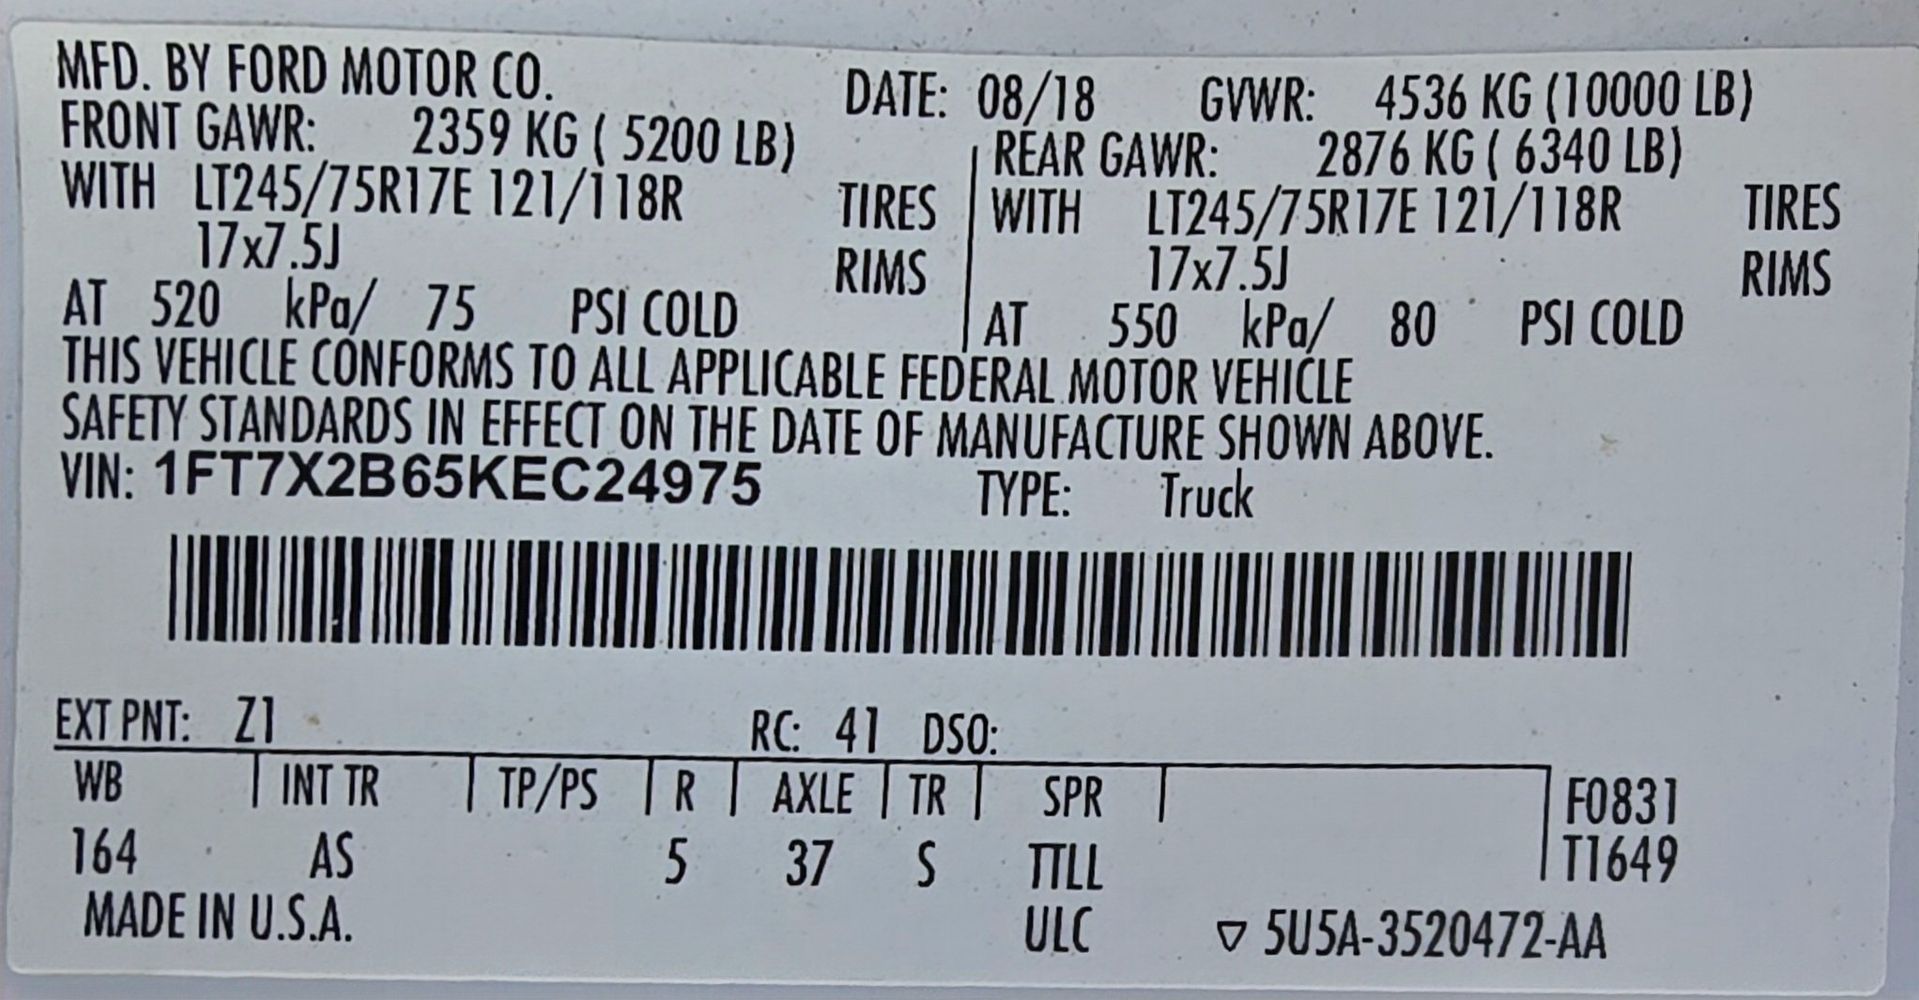 MFD. BY FORD MOTOR CO. DATE: 08/18 GVWR: 4536 KG (10000 LB)
FRONT GAWR: 2359 KG ( 5200 LB) REAR GAWR: 2876 KG ( 6340 LB)
WITH LT245/75R17E 121/118R TIRES WITH LT245/75R17E 121/118R TIRES
17x7.5J RIMS 17x7.5J RIMS
AT 520 kPa/ 75 PSI COLD AT 550 kPa/ 80 PSI COLD
THIS VEHICLE CONFORMS TO ALL APPLICABLE FEDERAL MOTOR VEHICLE
SAFETY STANDARDS IN EFFECT ON THE DATE OF MANUFACTURE SHOWN ABOVE.
VIN: 1FT7X2B65KEC24975 TYPE: Truck
EXT PNT: Z1 RC: 41 DSO:
WB INT TR TP/PS R AXLE TR SPR F0831
164 AS 5 37 S TTLL T1649
MADE IN U.S.A. ULC ▽ 5U5A-3520472-AA